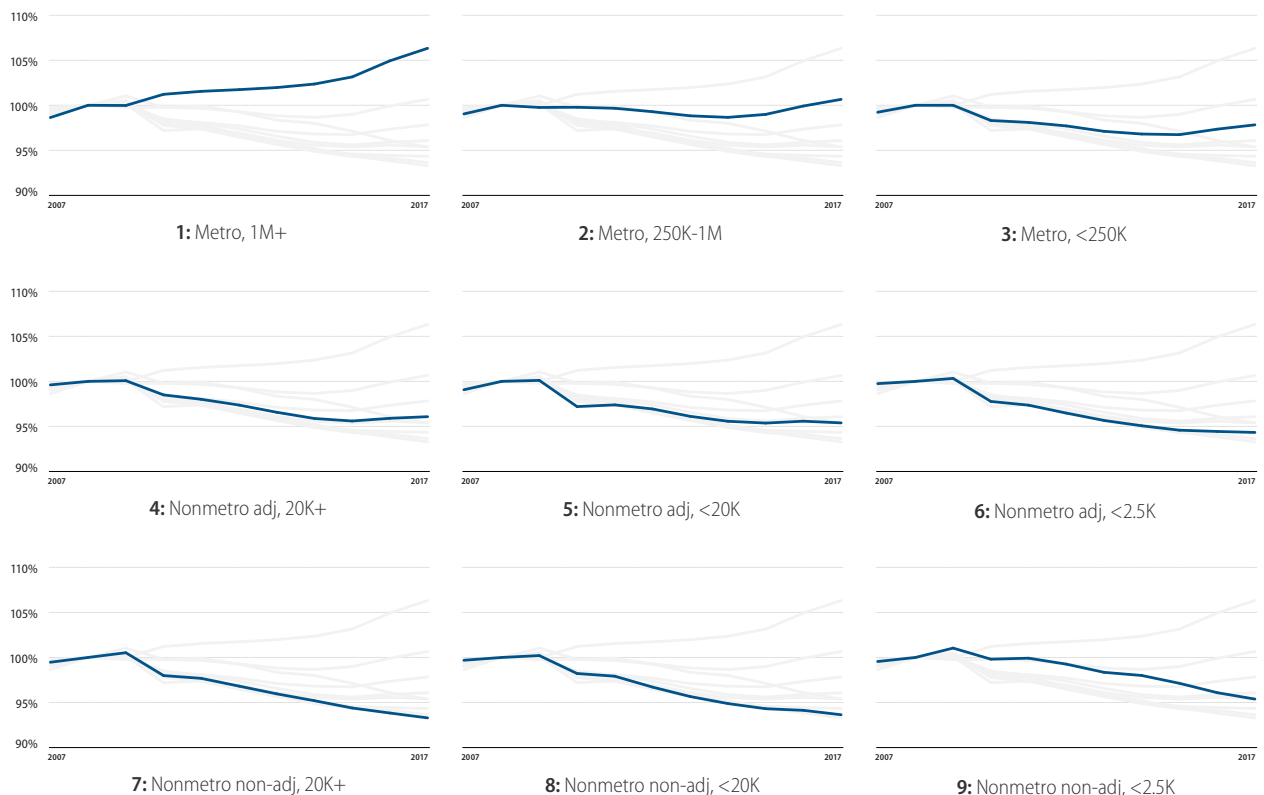 110%
105%
100%
95%
90%
2007 2017 2007 2017 2007 2017
1: Metro, 1M+ 2: Metro, 250K-1M 3: Metro, <250K
110%
105%
100%
95%
90%
2007 2017 2007 2017 2007 2017
4: Nonmetro adj, 20K+ 5: Nonmetro adj, <20K 6: Nonmetro adj, <2.5K
110%
105%
100%
95%
90%
2007 2017 2007 2017 2007 2017
7: Nonmetro non-adj, 20K+ 8: Nonmetro non-adj, <20K 9: Nonmetro non-adj, <2.5K